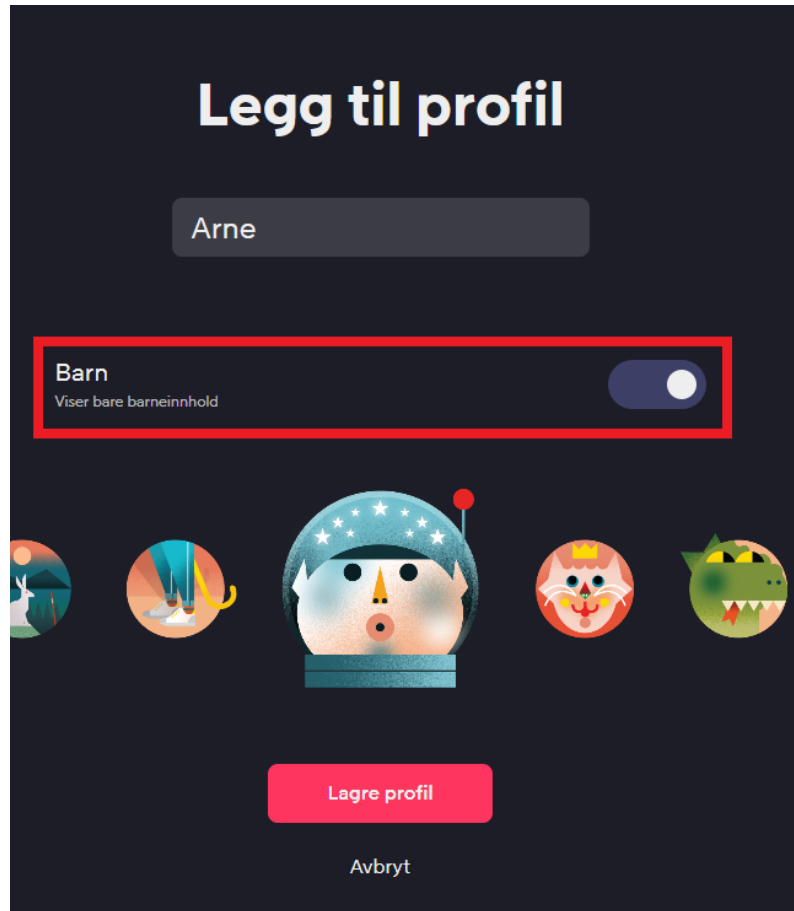 Legg til profil
Arne
Barn
Viser bare barneinnhold
Lagre profil
Avbryt